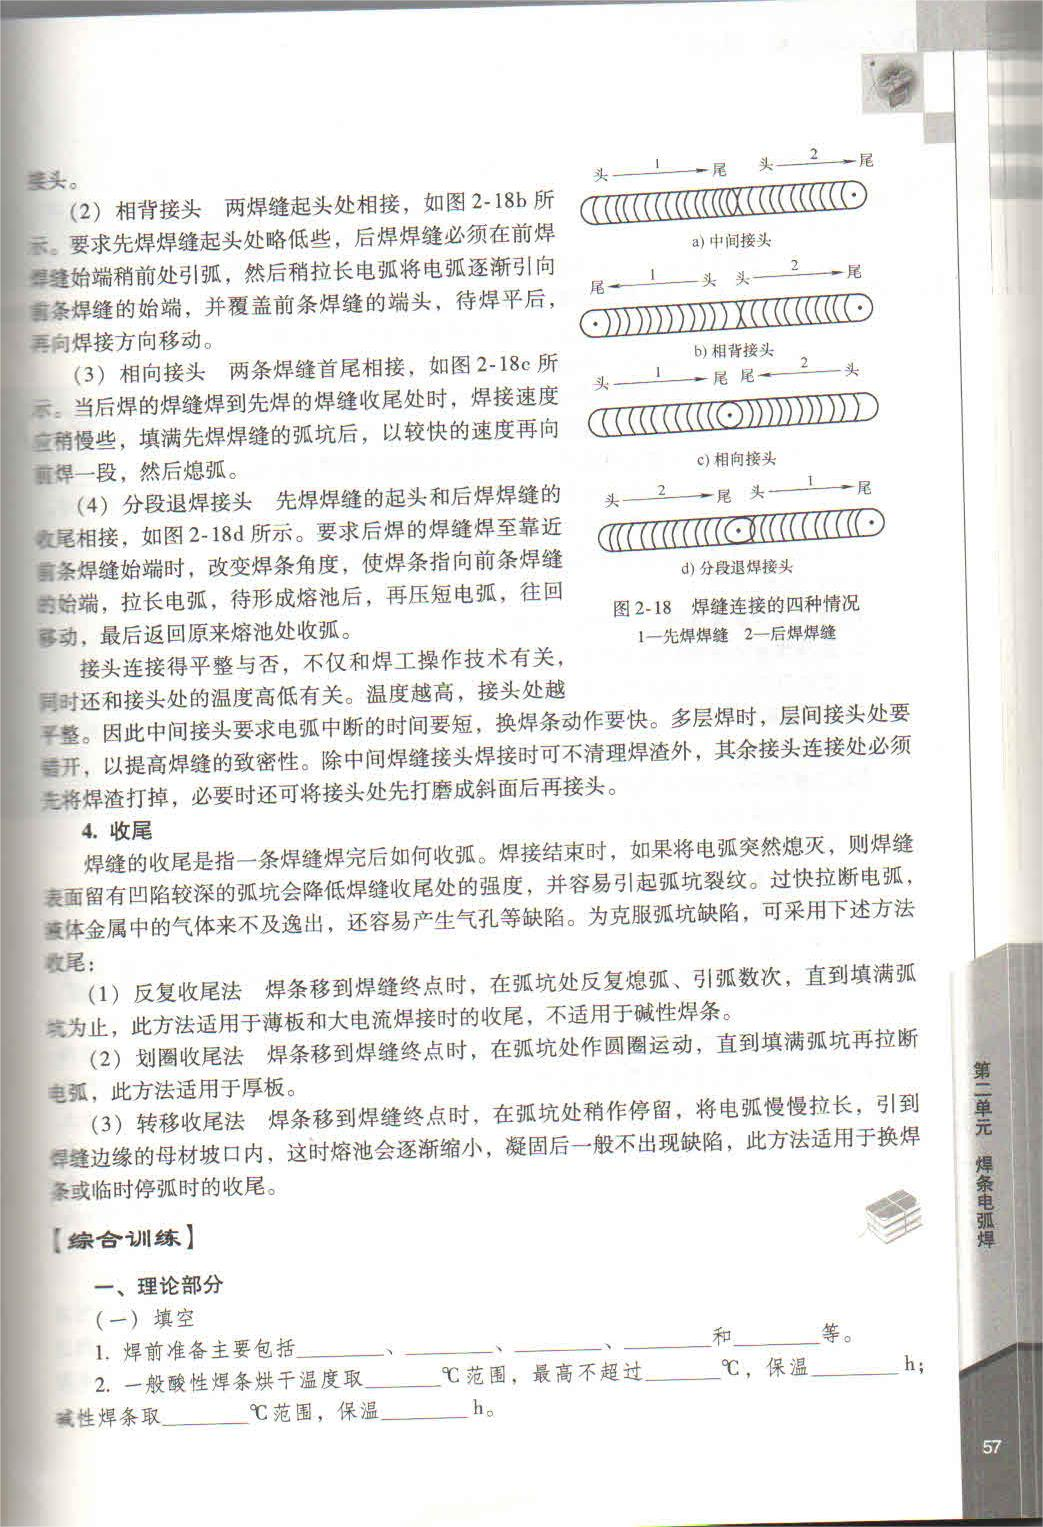 接头。
(2) 相背接头　两焊缝起头处相接，如图 2-18b 所
示。要求先焊焊缝起头处略低些，后焊焊缝必须在前焊
焊缝始端稍前处引弧，然后稍拉长电弧将电弧逐渐引向
前条焊缝的始端，并覆盖前条焊缝的端头，待焊平后，
再向焊接方向移动。
(3) 相向接头　两条焊缝首尾相接，如图 2-18c 所
示。当后焊的焊缝焊到先焊的焊缝收尾处时，焊接速度
应稍慢些，填满先焊焊缝的弧坑后，以较快的速度再向
前焊一段，然后熄弧。
(4) 分段退焊接头　先焊焊缝的起头和后焊焊缝的
收尾相接，如图 2-18d 所示。要求后焊的焊缝焊至靠近
前条焊缝始端时，改变焊条角度，使焊条指向前条焊缝
的始端，拉长电弧，待形成熔池后，再压短电弧，往回
移动，最后返回原来熔池处收弧。
头 1 尾 头 2 尾
a) 中间接头
尾 1 头 头 2 尾
b) 相背接头
头 1 尾 尾 2 头
c) 相向接头
头 2 尾 头 1 尾
d) 分段退焊接头
图 2-18　焊缝连接的四种情况
1—先焊焊缝　2—后焊焊缝
接头连接得平整与否，不仅和焊工操作技术有关，
同时还和接头处的温度高低有关。温度越高，接头处越
平整。因此中间接头要求电弧中断的时间要短，换焊条动作要快。多层焊时，层间接头处要
错开，以提高焊缝的致密性。除中间焊缝接头焊接时可不清理焊渣外，其余接头连接处必须
先将焊渣打掉，必要时还可将接头处先打磨成斜面后再接头。
4. 收尾
焊缝的收尾是指一条焊缝焊完后如何收弧。焊接结束时，如果将电弧突然熄灭，则焊缝
表面留有凹陷较深的弧坑会降低焊缝收尾处的强度，并容易引起弧坑裂纹。过快拉断电弧，
液体金属中的气体来不及逸出，还容易产生气孔等缺陷。为克服弧坑缺陷，可采用下述方法
收尾：
(1) 反复收尾法　焊条移到焊缝终点时，在弧坑处反复熄弧、引弧数次，直到填满弧
坑为止，此方法适用于薄板和大电流焊接时的收尾，不适用于碱性焊条。
(2) 划圈收尾法　焊条移到焊缝终点时，在弧坑处作圆圈运动，直到填满弧坑再拉断
电弧，此方法适用于厚板。
(3) 转移收尾法　焊条移到焊缝终点时，在弧坑处稍作停留，将电弧慢慢拉长，引到
焊缝边缘的母材坡口内，这时熔池会逐渐缩小，凝固后一般不出现缺陷，此方法适用于换焊
条或临时停弧时的收尾。
【综合训练】
一、理论部分
(一) 填空
1. 焊前准备主要包括________、________、________、________和________等。
2. 一般酸性焊条烘干温度取_______℃范围，最高不超过_______℃，保温________h；
碱性焊条取________℃范围，保温________h。
第二单元　焊条电弧焊
57